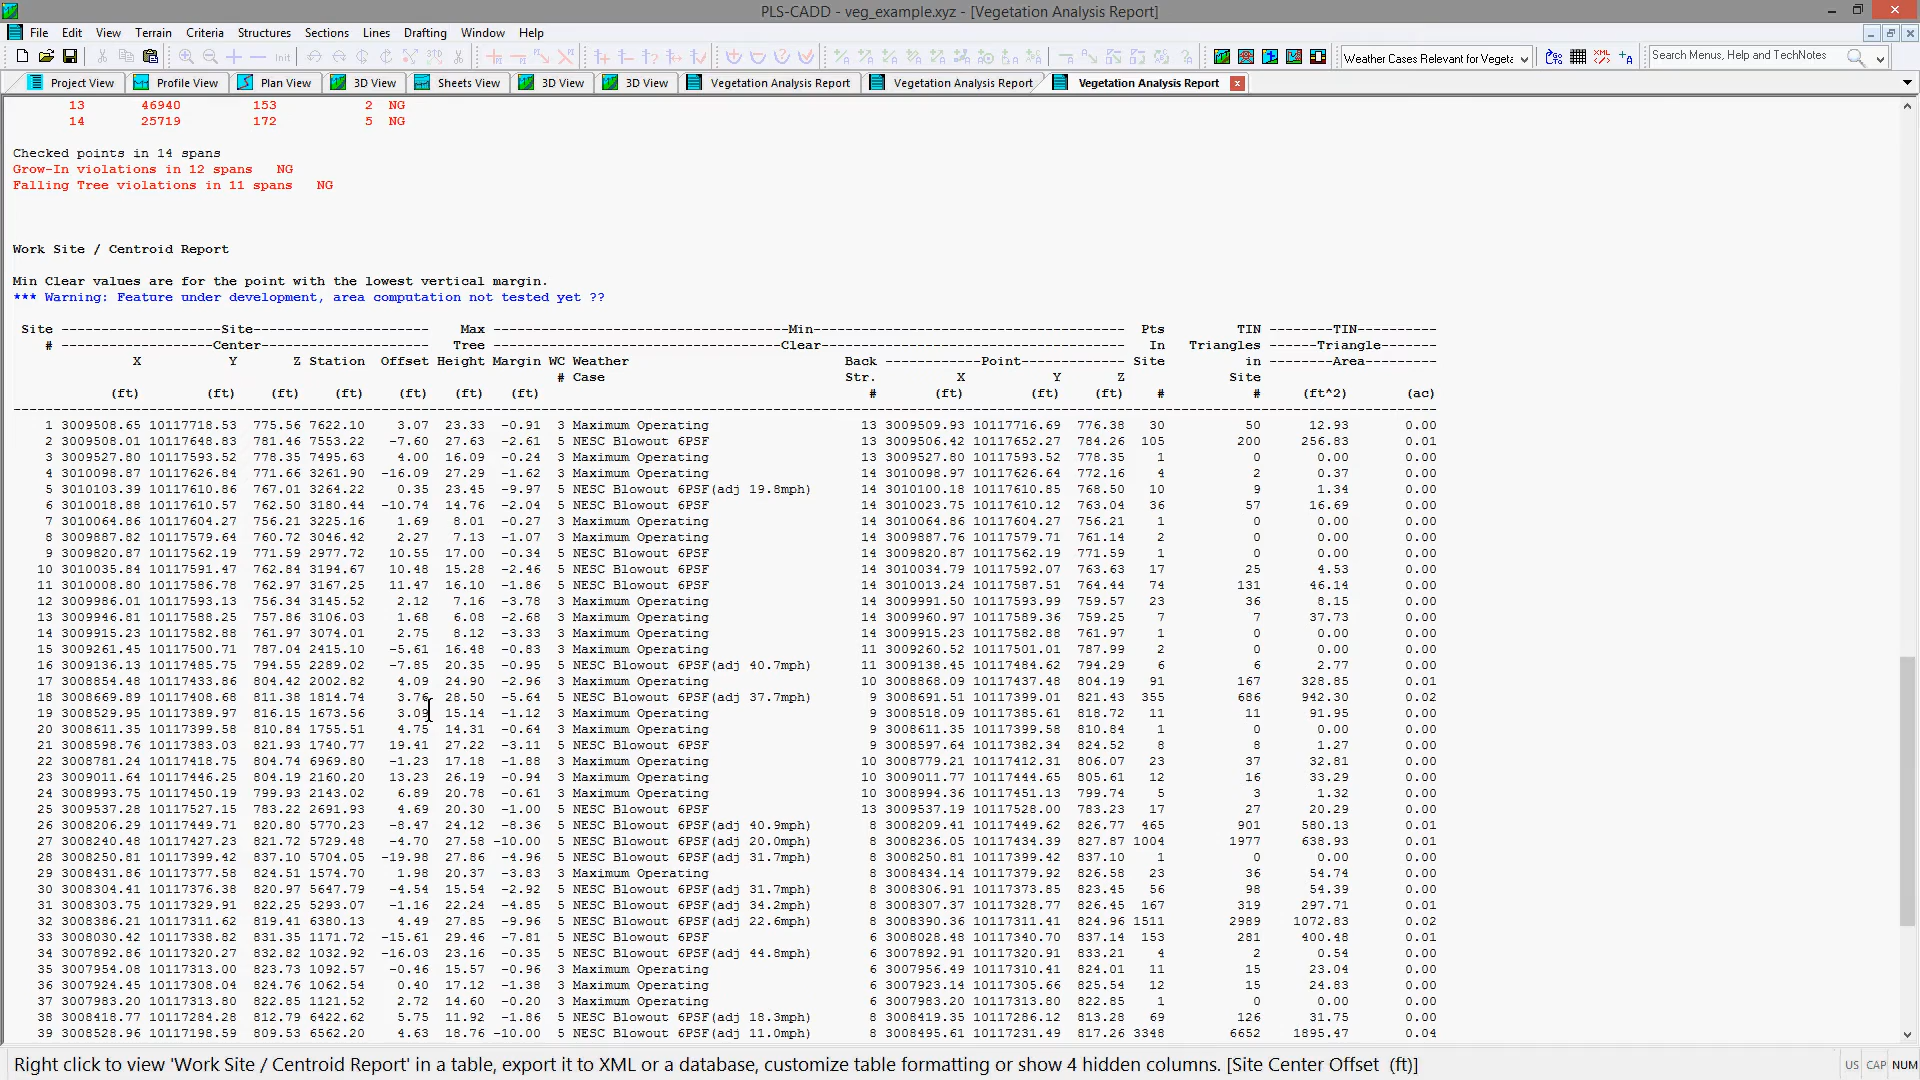 PLS-CADD - veg_example.xyz - [Vegetation Analysis Report]
File Edit View Terrain Criteria Structures Sections Lines Drafting Window Help
Init 3TD Weather Cases Relevant for Vegeta XML Search Menus, Help and TechNotes
Project View Profile View Plan View 3D View Sheets View 3D View 3D View Vegetation Analysis Report Vegetation Analysis Report Vegetation Analysis Report x
13 46940 153 2 NG
14 25719 172 5 NG
Checked points in 14 spans
Grow-In violations in 12 spans NG
Falling Tree violations in 11 spans NG
Work Site / Centroid Report
Min Clear values are for the point with the lowest vertical margin.
*** Warning: Feature under development, area computation not tested yet ??
Site --------------------Site---------------------- Max -------------------------------------Min--------------------------------------- Pts TIN --------TIN----------
# --------------------Center-------------------- Tree ------------------------------------Clear-------------------------------------- In Triangles ------Triangle-------
X Y Z Station Offset Height Margin WC Weather Back ------------Point------------- Site in --------Area---------
# Case Str. X Y Z Site
(ft) (ft) (ft) (ft) (ft) (ft) (ft) # (ft) (ft) (ft) # # (ft^2) (ac)
1 3009508.65 10117718.53 775.56 7622.10 3.07 23.33 -0.91 3 Maximum Operating 13 3009509.93 10117716.69 776.38 30 50 12.93 0.00
2 3009508.01 10117648.83 781.46 7553.22 -7.60 27.63 -2.61 5 NESC Blowout 6PSF 13 3009506.42 10117652.27 784.26 105 200 256.83 0.01
3 3009527.80 10117593.52 778.35 7495.63 4.00 16.09 -0.24 3 Maximum Operating 13 3009527.80 10117593.52 778.35 1 0 0.00 0.00
4 3010098.87 10117626.84 771.66 3261.90 -16.09 27.29 -1.62 3 Maximum Operating 14 3010098.97 10117626.64 772.16 4 2 0.37 0.00
5 3010103.39 10117610.86 767.01 3264.22 0.35 23.45 -9.97 5 NESC Blowout 6PSF(adj 19.8mph) 14 3010100.18 10117610.85 768.50 10 9 1.34 0.00
6 3010018.88 10117610.57 762.50 3180.44 -10.74 14.76 -2.04 5 NESC Blowout 6PSF 14 3010023.75 10117610.12 763.04 36 57 16.69 0.00
7 3010064.86 10117604.27 756.21 3225.16 1.69 8.01 -0.27 3 Maximum Operating 14 3010064.86 10117604.27 756.21 1 0 0.00 0.00
8 3009887.82 10117579.64 760.72 3046.42 2.27 7.13 -1.07 3 Maximum Operating 14 3009887.76 10117579.71 761.14 2 0 0.00 0.00
9 3009820.87 10117562.19 771.59 2977.72 10.55 17.00 -0.34 5 NESC Blowout 6PSF 14 3009820.87 10117562.19 771.59 1 0 0.00 0.00
10 3010035.84 10117591.47 762.84 3194.67 10.48 15.28 -2.46 5 NESC Blowout 6PSF 14 3010034.79 10117592.07 763.63 17 25 4.53 0.00
11 3010008.80 10117586.78 762.97 3167.25 11.47 16.10 -1.86 5 NESC Blowout 6PSF 14 3010013.24 10117587.51 764.44 74 131 46.14 0.00
12 3009986.01 10117593.13 756.34 3145.52 2.12 7.16 -3.78 3 Maximum Operating 14 3009991.50 10117593.99 759.57 23 36 8.15 0.00
13 3009946.81 10117588.25 757.86 3106.03 1.68 6.08 -2.68 3 Maximum Operating 14 3009960.97 10117589.36 759.25 7 7 37.73 0.00
14 3009915.23 10117582.88 761.97 3074.01 2.75 8.12 -3.33 3 Maximum Operating 14 3009915.23 10117582.88 761.97 1 0 0.00 0.00
15 3009261.45 10117500.71 787.04 2415.10 -5.61 16.48 -0.83 3 Maximum Operating 11 3009260.52 10117501.01 787.99 2 0 0.00 0.00
16 3009136.13 10117485.75 794.55 2289.02 -7.85 20.35 -0.95 5 NESC Blowout 6PSF(adj 40.7mph) 11 3009138.45 10117484.62 794.29 6 6 2.77 0.00
17 3008854.48 10117433.86 804.42 2002.82 4.09 24.90 -2.96 3 Maximum Operating 10 3008868.09 10117437.48 804.19 91 167 328.85 0.01
18 3008669.89 10117408.68 811.38 1814.74 3.76 28.50 -5.64 5 NESC Blowout 6PSF(adj 37.7mph) 9 3008691.51 10117399.01 821.43 355 686 942.30 0.02
19 3008529.95 10117389.97 816.15 1673.56 3.09 15.14 -1.12 3 Maximum Operating 9 3008518.09 10117385.61 818.72 11 11 91.95 0.00
20 3008611.35 10117399.58 810.84 1755.51 4.75 14.31 -0.64 3 Maximum Operating 9 3008611.35 10117399.58 810.84 1 0 0.00 0.00
21 3008598.76 10117383.03 821.93 1740.77 19.41 27.22 -3.11 5 NESC Blowout 6PSF 9 3008597.64 10117382.34 824.52 8 8 1.27 0.00
22 3008781.24 10117418.75 804.74 6969.80 -1.23 17.18 -1.88 3 Maximum Operating 10 3008779.21 10117412.31 806.07 23 37 32.81 0.00
23 3009011.64 10117446.25 804.19 2160.20 13.23 26.19 -0.94 3 Maximum Operating 10 3009011.77 10117444.65 805.61 12 16 33.29 0.00
24 3008993.75 10117450.19 799.93 2143.02 6.89 20.78 -0.61 3 Maximum Operating 10 3008994.36 10117451.13 799.74 5 3 1.32 0.00
25 3009537.28 10117527.15 783.22 2691.93 4.69 20.30 -1.00 5 NESC Blowout 6PSF 13 3009537.19 10117528.00 783.23 17 27 20.29 0.00
26 3008206.29 10117449.71 820.80 5770.23 -8.47 24.12 -8.36 5 NESC Blowout 6PSF(adj 40.9mph) 8 3008209.41 10117449.62 826.77 465 901 580.13 0.01
27 3008240.48 10117427.23 821.72 5729.48 -4.70 27.58 -10.00 5 NESC Blowout 6PSF(adj 20.0mph) 8 3008236.05 10117434.39 827.87 1004 1977 638.93 0.01
28 3008250.81 10117399.42 837.10 5704.05 -19.98 27.86 -4.96 5 NESC Blowout 6PSF(adj 31.7mph) 8 3008250.81 10117399.42 837.10 1 0 0.00 0.00
29 3008431.86 10117377.58 824.51 1574.70 1.98 20.37 -3.83 3 Maximum Operating 8 3008434.14 10117379.92 826.58 23 36 54.74 0.00
30 3008304.41 10117376.38 820.97 5647.79 -4.54 15.54 -2.92 5 NESC Blowout 6PSF(adj 31.7mph) 8 3008306.91 10117373.85 823.45 56 98 54.39 0.00
31 3008303.75 10117329.91 822.25 5293.07 -1.16 22.24 -4.85 5 NESC Blowout 6PSF(adj 34.2mph) 8 3008307.37 10117328.77 826.45 167 319 297.71 0.01
32 3008386.21 10117311.62 819.41 6380.13 4.49 27.85 -9.96 5 NESC Blowout 6PSF(adj 22.6mph) 8 3008390.36 10117311.41 824.96 1511 2989 1072.83 0.02
33 3008030.42 10117338.82 831.35 1171.72 -15.61 29.46 -7.81 5 NESC Blowout 6PSF 6 3008028.48 10117340.70 837.14 153 281 400.48 0.01
34 3007892.86 10117320.27 832.82 1032.92 -16.03 23.16 -0.35 5 NESC Blowout 6PSF(adj 44.8mph) 6 3007892.91 10117320.91 833.21 4 2 0.54 0.00
35 3007954.08 10117313.00 823.73 1092.57 -0.46 15.57 -0.96 3 Maximum Operating 6 3007956.49 10117310.41 824.01 11 15 23.04 0.00
36 3007924.45 10117308.04 824.76 1062.54 0.40 17.12 -1.38 3 Maximum Operating 6 3007923.14 10117305.66 825.54 12 15 24.83 0.00
37 3007983.20 10117313.80 822.85 1121.52 2.72 14.60 -0.20 3 Maximum Operating 6 3007983.20 10117313.80 822.85 1 0 0.00 0.00
38 3008418.77 10117284.28 812.79 6422.62 5.75 11.92 -1.86 5 NESC Blowout 6PSF(adj 18.3mph) 8 3008419.35 10117286.12 813.28 69 126 31.75 0.00
39 3008528.96 10117198.59 809.53 6562.20 4.63 18.76 -10.00 5 NESC Blowout 6PSF(adj 11.0mph) 8 3008495.61 10117231.49 817.26 3348 6652 1895.47 0.04
Right click to view 'Work Site / Centroid Report' in a table, export it to XML or a database, customize table formatting or show 4 hidden columns. [Site Center Offset (ft)] US CAP NUM